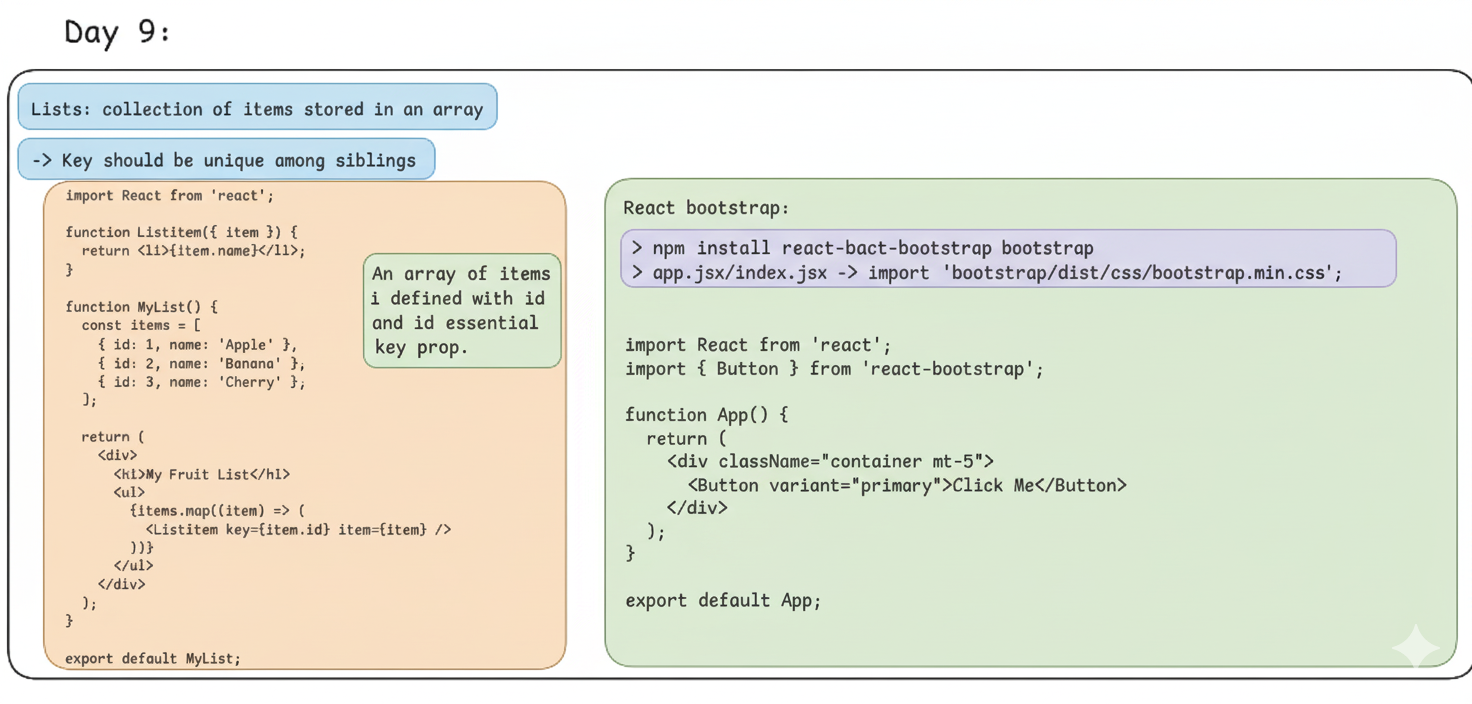 Day 9:
Lists: collection of items stored in an array
-> Key should be unique among siblings
import React from 'react';
function Listitem({ item }) {
return <li>{item.name}</li>;
}
function MyList() {
const items = [
{ id: 1, name: 'Apple' },
{ id: 2, name: 'Banana' };
{ id: 3, name: 'Cherry' };
];
return (
<div>
<h1>My Fruit List</h1>
<ul>
{items.map((item) => (
<Listitem key={item.id} item={item} />
))}
</ul>
</div>
);
}
export default MyList;
An array of items
i defined with id
and id essential
key prop.
React bootstrap:
> npm install react-bact-bootstrap bootstrap
> app.jsx/index.jsx -> import 'bootstrap/dist/css/bootstrap.min.css';
import React from 'react';
import { Button } from 'react-bootstrap';
function App() {
return (
<div className="container mt-5">
<Button variant="primary">Click Me</Button>
</div>
);
}
export default App;